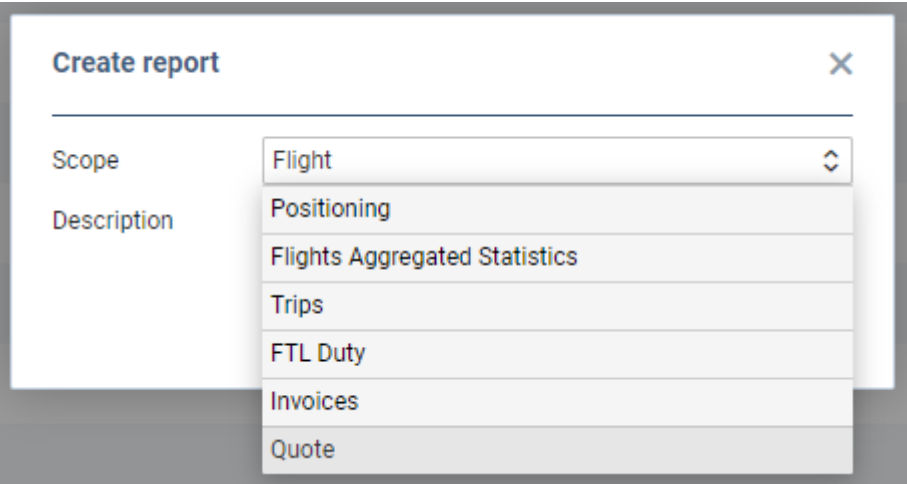 Create report
Scope
Flight
Description
Positioning
Flights Aggregated Statistics
Trips
FTL Duty
Invoices
Quote